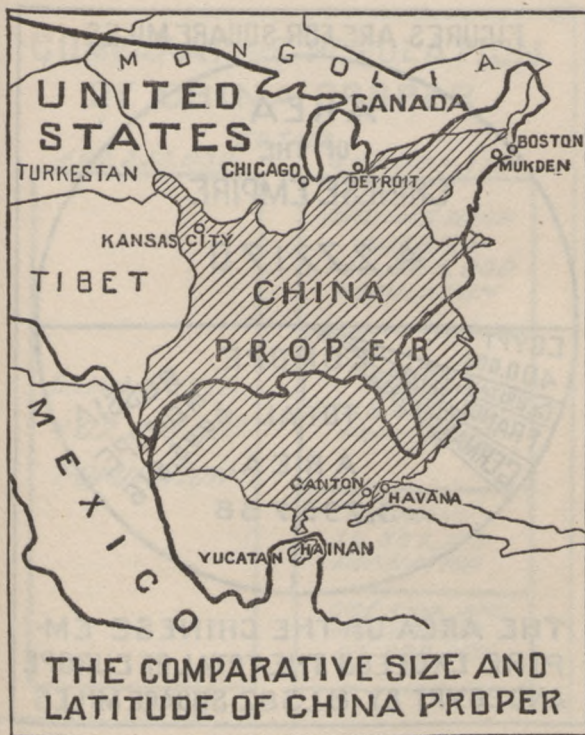 MONGOLIA
UNITED
STATES
CANADA
BOSTON
MUKDEN
CHICAGO
DETROIT
TURKESTAN
KANSAS CITY
TIBET
CHINA
PROPER
MEXICO
CANTON
HAVANA
YUCATAN
HAINAN
THE COMPARATIVE SIZE AND
LATITUDE OF CHINA PROPER